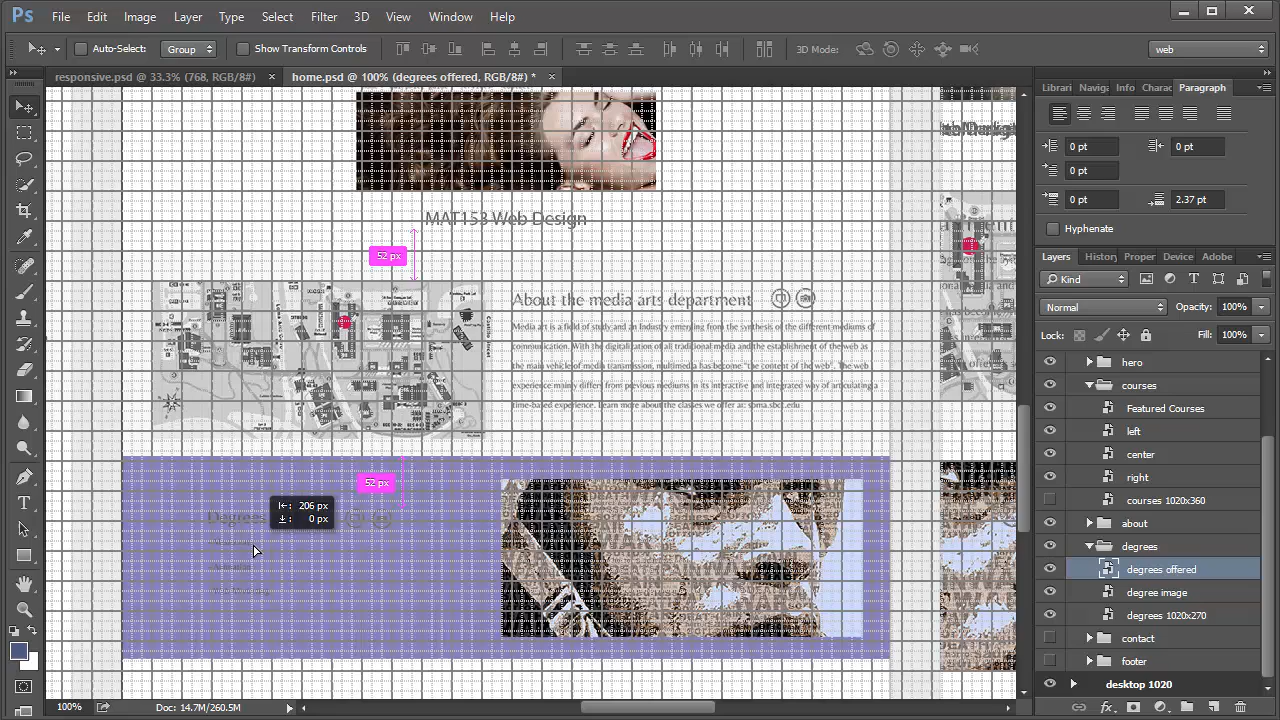 Ps File Edit Image Layer Type Select Filter 3D View Window Help
Auto-Select: Group Show Transform Controls 3D Mode: web
responsive.psd @ 33.3% (768, RGB/8#) × home.psd @ 100% (degrees offered, RGB/8#) * ×
Librari Naviga Info Charac Paragraph
0 pt 0 pt
0 pt
0 pt 2.37 pt
Hyphenate
MAT153 Web Design
52 px
About the media arts department
Media art is a field of study and an Industry emerging from the synthesis of the different mediums of
communication. With the digitalization of all traditional media and the establishment of the web as
the main vehicle of media transmission, multimedia has become "the content of the web". The web
experience mainly differ from previous mediums in its interactive and integrated way of articulating a
time-based experience. Learn more about the classes we offer at:
52 px
206 px
0 px
Degrees
Layers History Proper Device Adobe
Kind
Normal Opacity: 100%
Lock: Fill: 100%
hero
courses
Featured Courses
left
center
right
courses 1020x360
about
degrees
degrees offered
degree image
degrees 1020x270
contact
footer
desktop 1020
100% Doc: 14.7M/260.5M